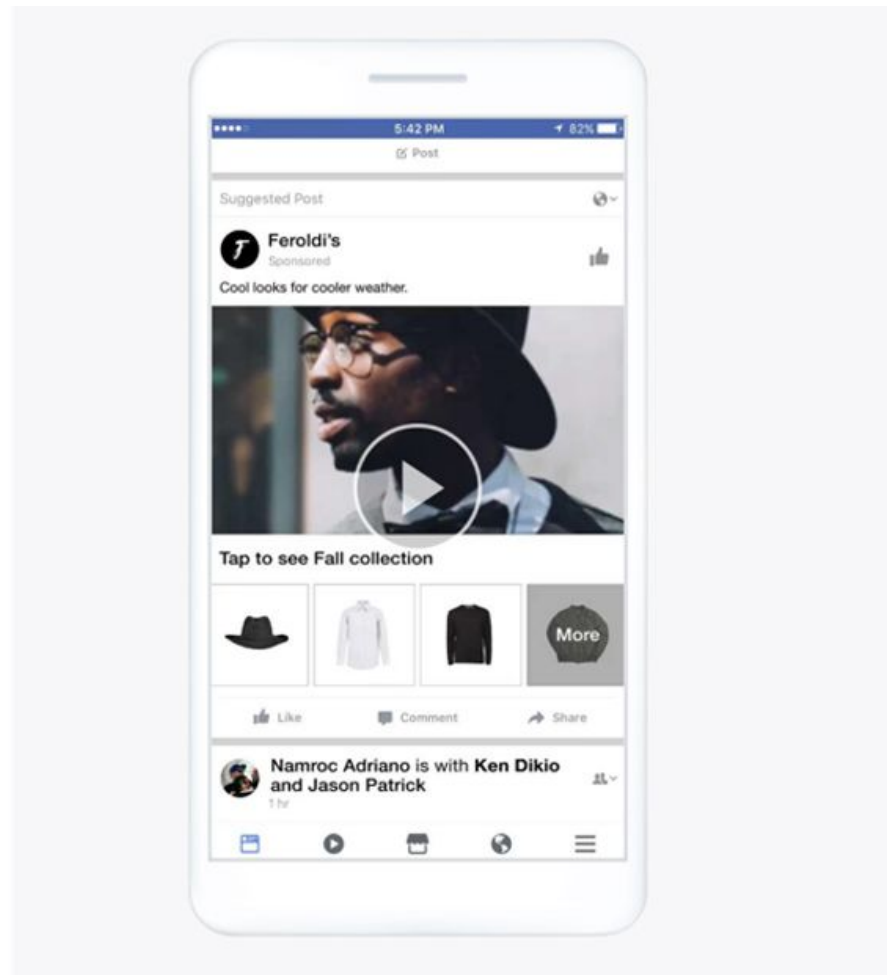 5:42 PM 82%
Post
Suggested Post
F Feroldi's
Sponsored
Cool looks for cooler weather.
Tap to see Fall collection
More
Like Comment Share
Namroc Adriano is with Ken Dikio
and Jason Patrick
1 hr